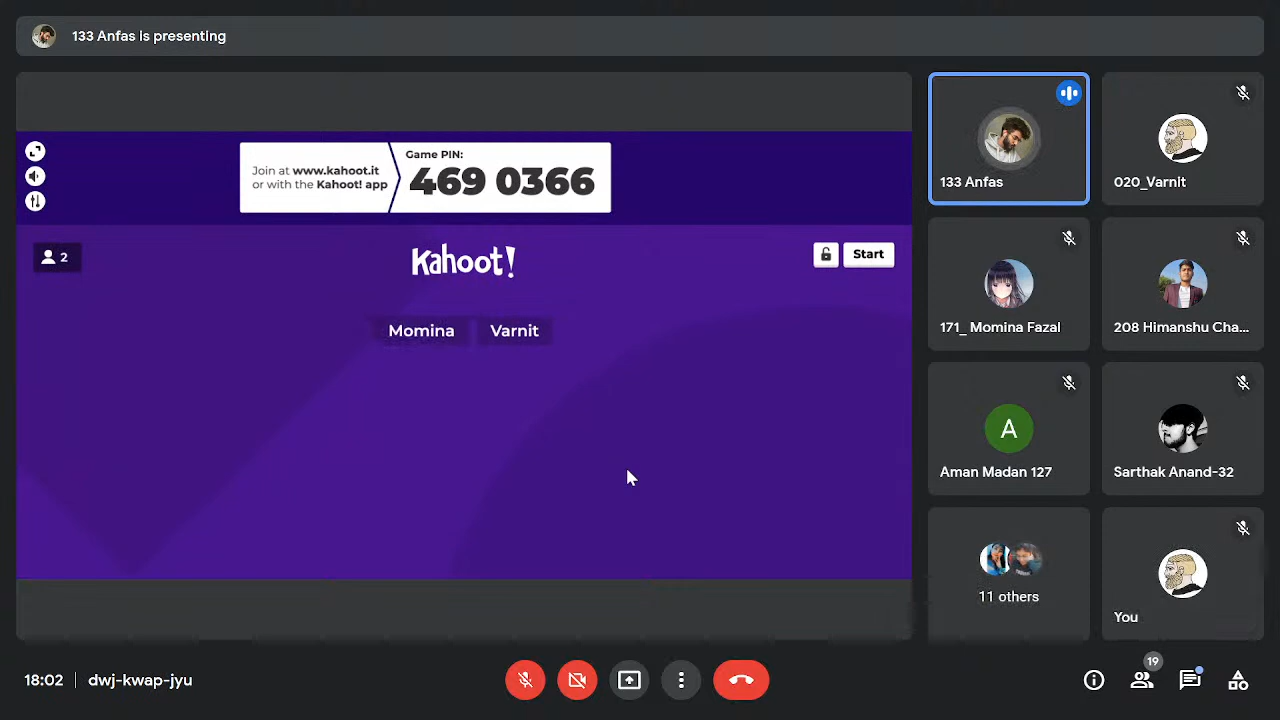 133 Anfas is presenting
Join at www.kahoot.it
or with the Kahoot! app
Game PIN:
469 0366
2
Kahoot!
Start
Momina
Varnit
133 Anfas
020_Varnit
171_ Momina Fazal
208 Himanshu Cha...
A
Aman Madan 127
Sarthak Anand-32
11 others
You
18:02
dwj-kwap-jyu
19